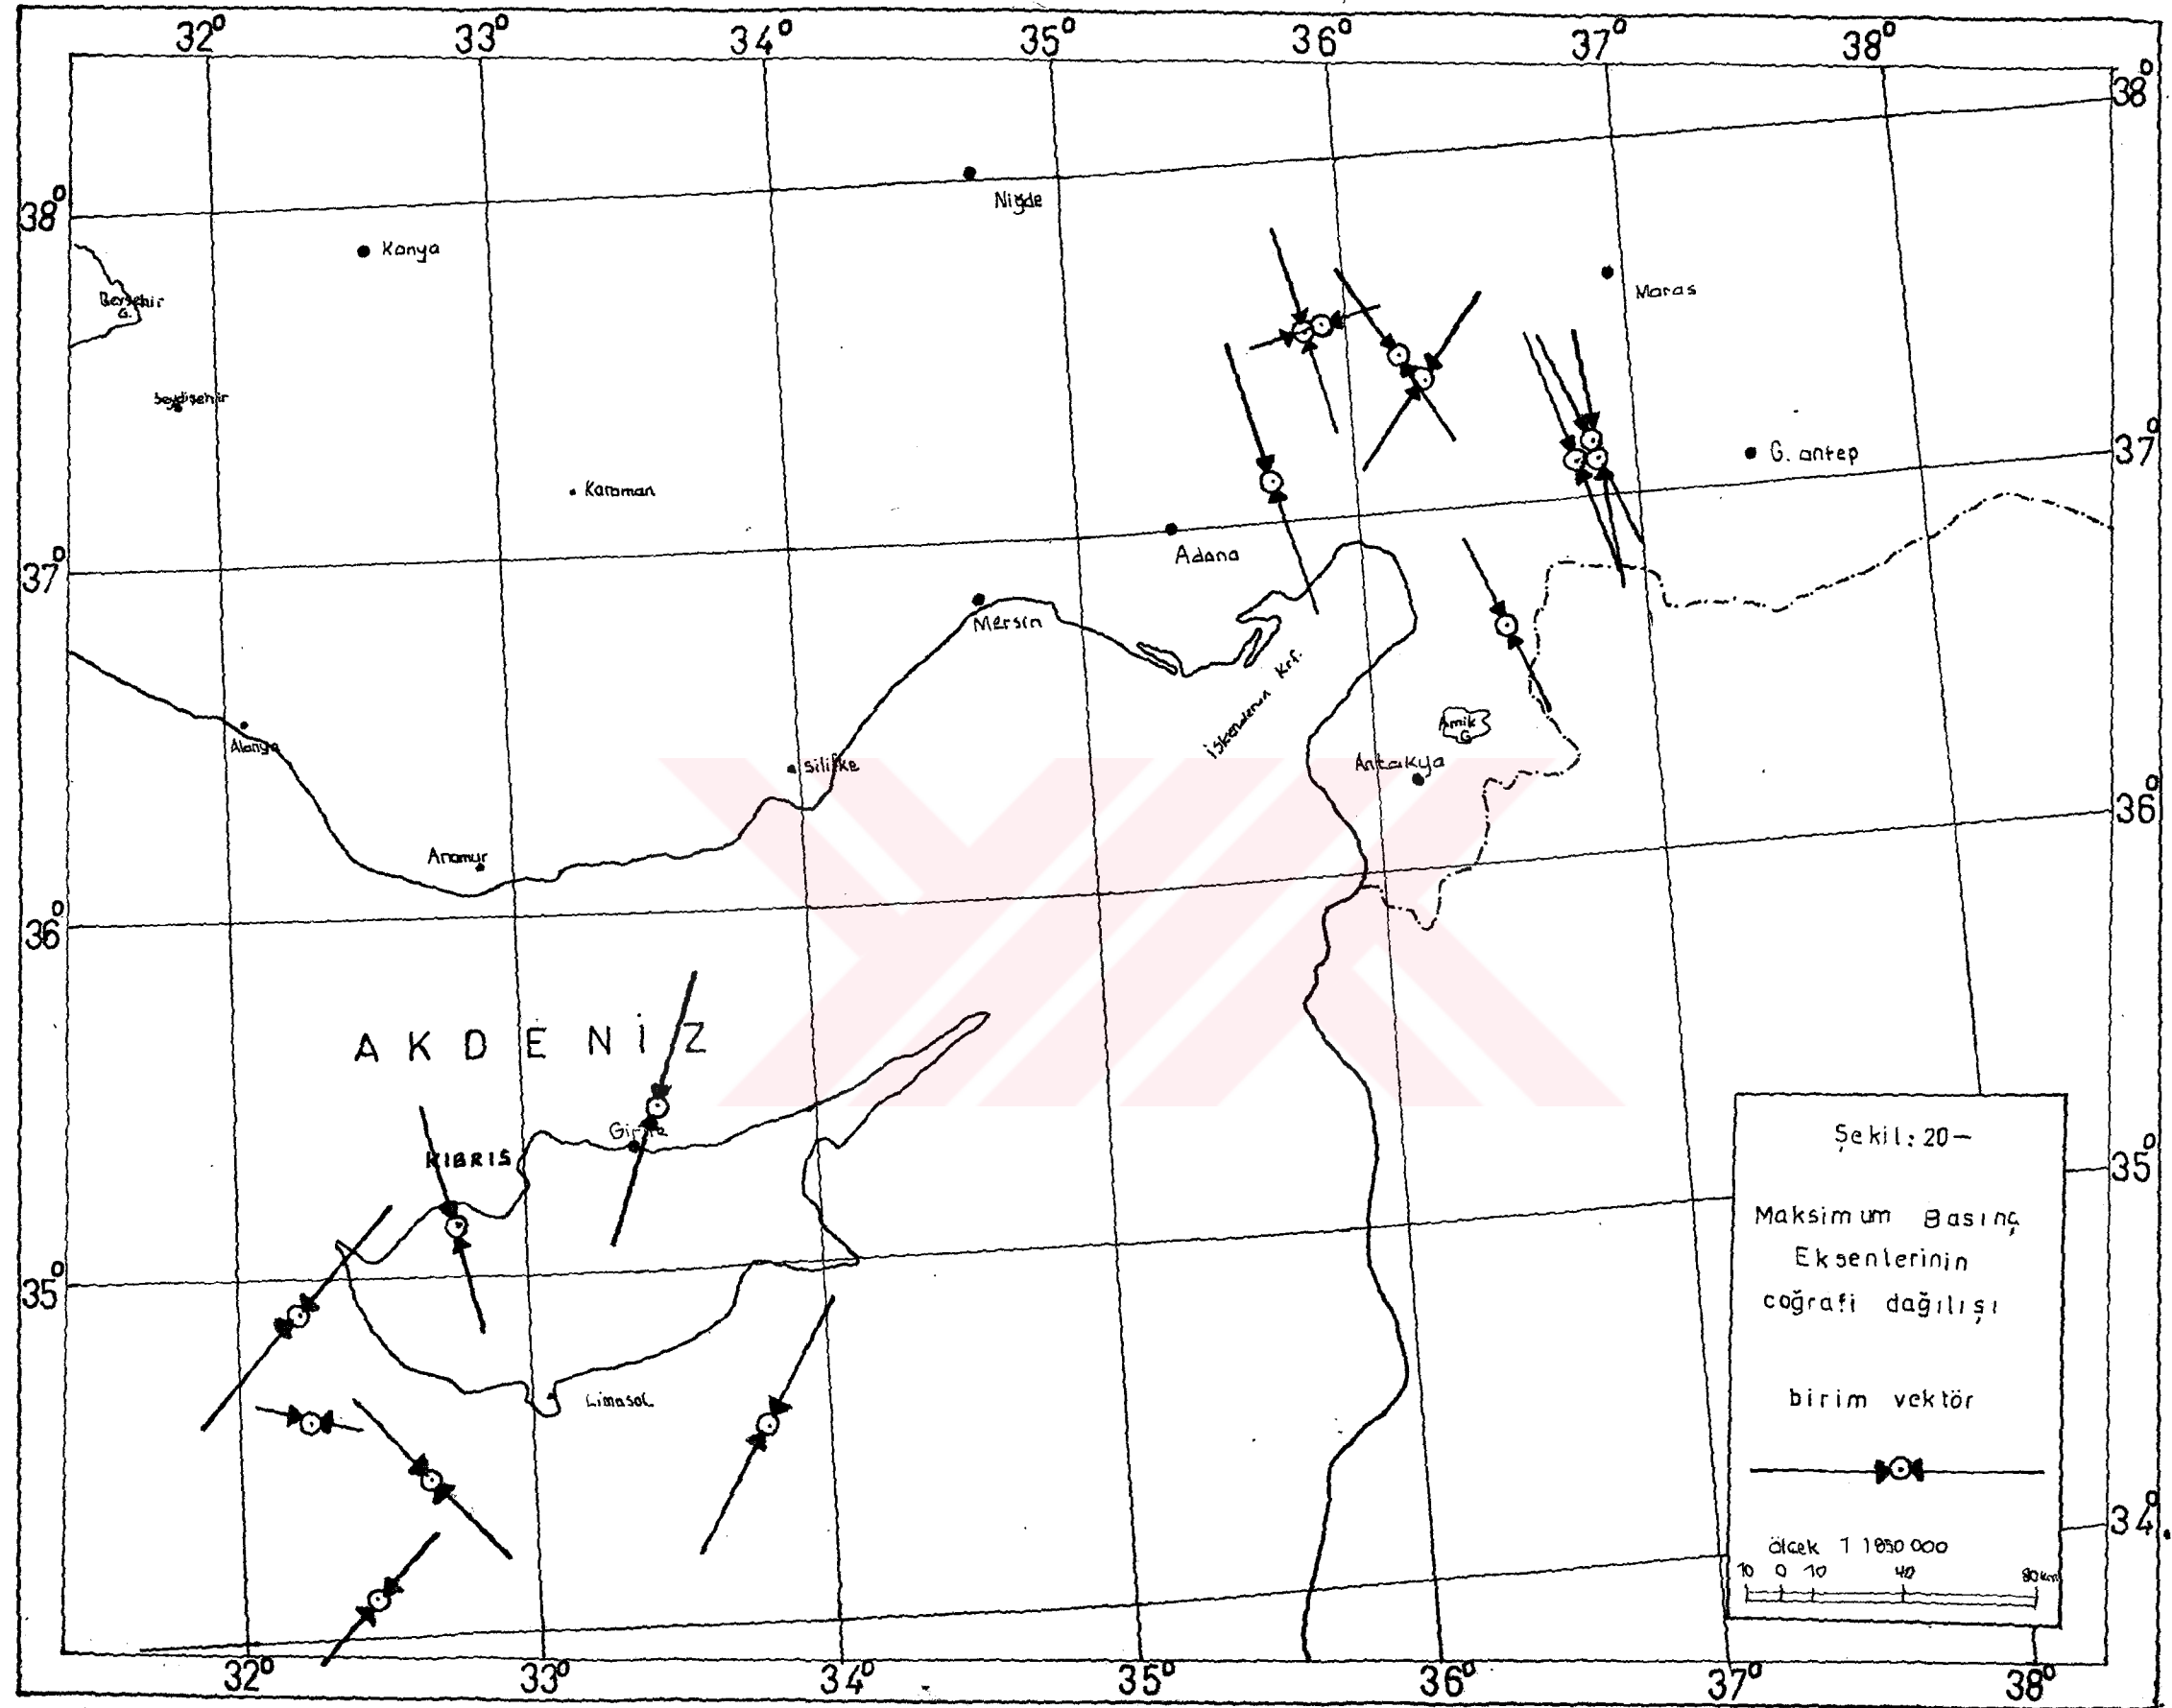 32° 33° 34° 35° 36° 37° 38°
38°
Niğde
38°
Konya
Maraş
Beyşehir
G.
Seydişehir
37°
G. antep
Karaman
Adana
37°
Mersin
İskenderun Krf.
Amik
G
Alanya
Silifke
Antakya
36°
Anamur
36°
AKDENİZ
Girne
KIBRIS
35°
35°
Limasol
Şekil: 20-
Maksimum Basınç
Eksenlerinin
coğrafi dağılışı
birim vektör
34°
ölçek 1 1850 000
10 0 10 40 80 km
32° 33° 34° 35° 36° 37° 38°